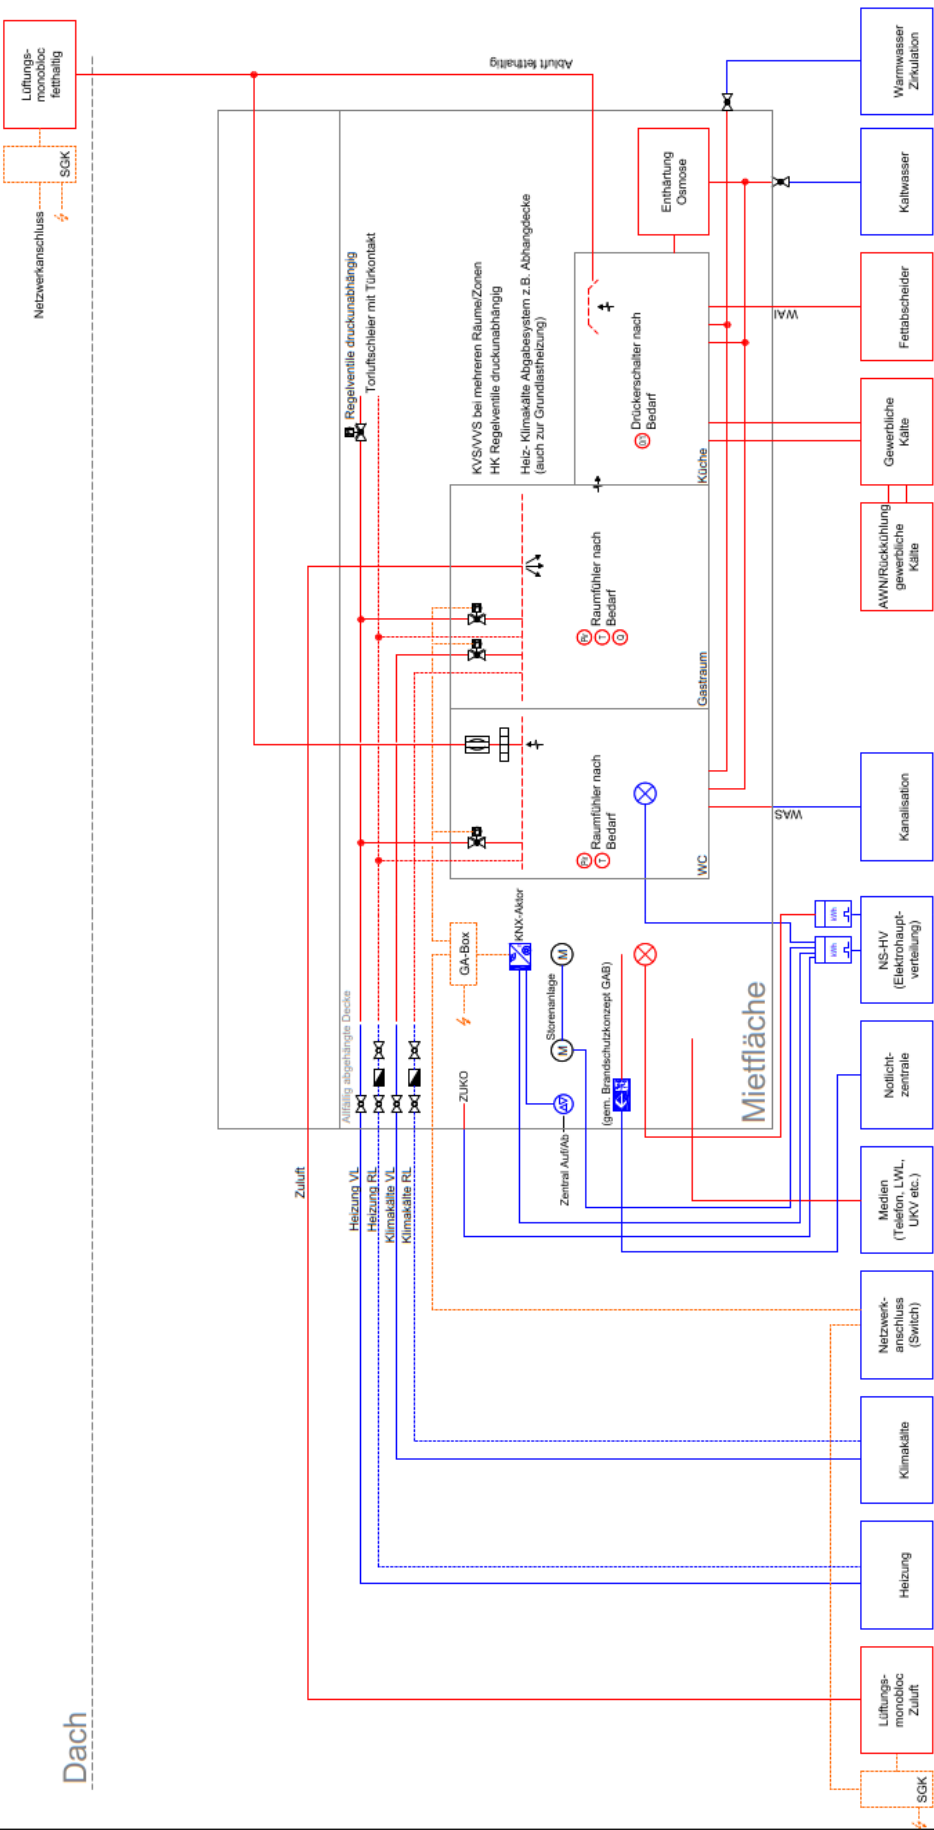 Dach
Lüftungs-
monobloc
fetthaltig
SGK
Netzwerkanschluss
Abluft fetthaltig
Zuluft
Allfällig abgehängte Decke
Heizung VL
Heizung RL
Klimakälte VL
Klimakälte RL
Regelventile druckunabhängig
Torluftschleier mit Türkontakt
KVS/VVS bei mehreren Räume/Zonen
HK Regelventile druckunabhängig
Heiz- Klimakälte Abgabesystem z.B. Abhangdecke
(auch zur Grundlastheizung)
ZUKO
GA-Box
KNX-Aktor
Storenanlage
M
M
Zentral Auf/Ab
(gem. Brandschutzkonzept GAB)
Raumfühler nach
Bedarf
T
WC
Raumfühler nach
Bedarf
T
Gastraum
Drückerschalter nach
Bedarf
Küche
Enthärtung
Osmose
Mietfläche
WAS
WAI
kWh
kWh
SGK
Lüftungs-
monobloc
Zuluft
Heizung
Klimakälte
Netzwerk-
anschluss
(Switch)
Medien
(Telefon, LWL,
UKV etc.)
Notlicht-
zentrale
NS-HV
(Elektrohaupt-
verteilung)
Kanalisation
AWN/Rückkühlung
gewerbliche
Kälte
Gewerbliche
Kälte
Fettabscheider
Kaltwasser
Warmwasser
Zirkulation